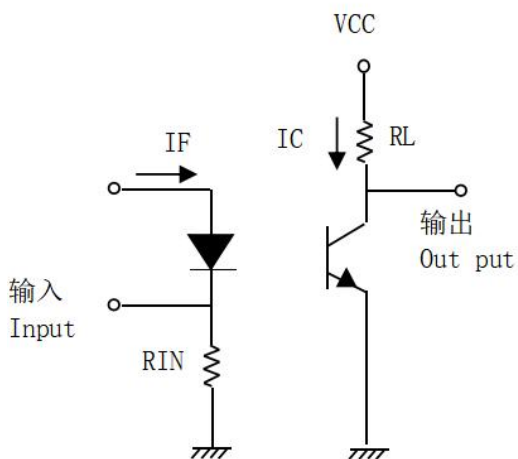 VCC
IF
IC
RL
输出
Out put
输入
Input
RIN